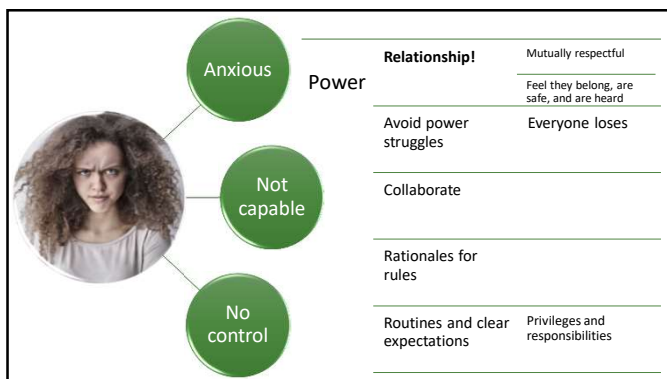 Anxious
Not
capable
No
control
Power
Relationship!
Mutually respectful
Feel they belong, are
safe, and are heard
Avoid power
struggles
Everyone loses
Collaborate
Rationales for
rules
Routines and clear
expectations
Privileges and
responsibilities